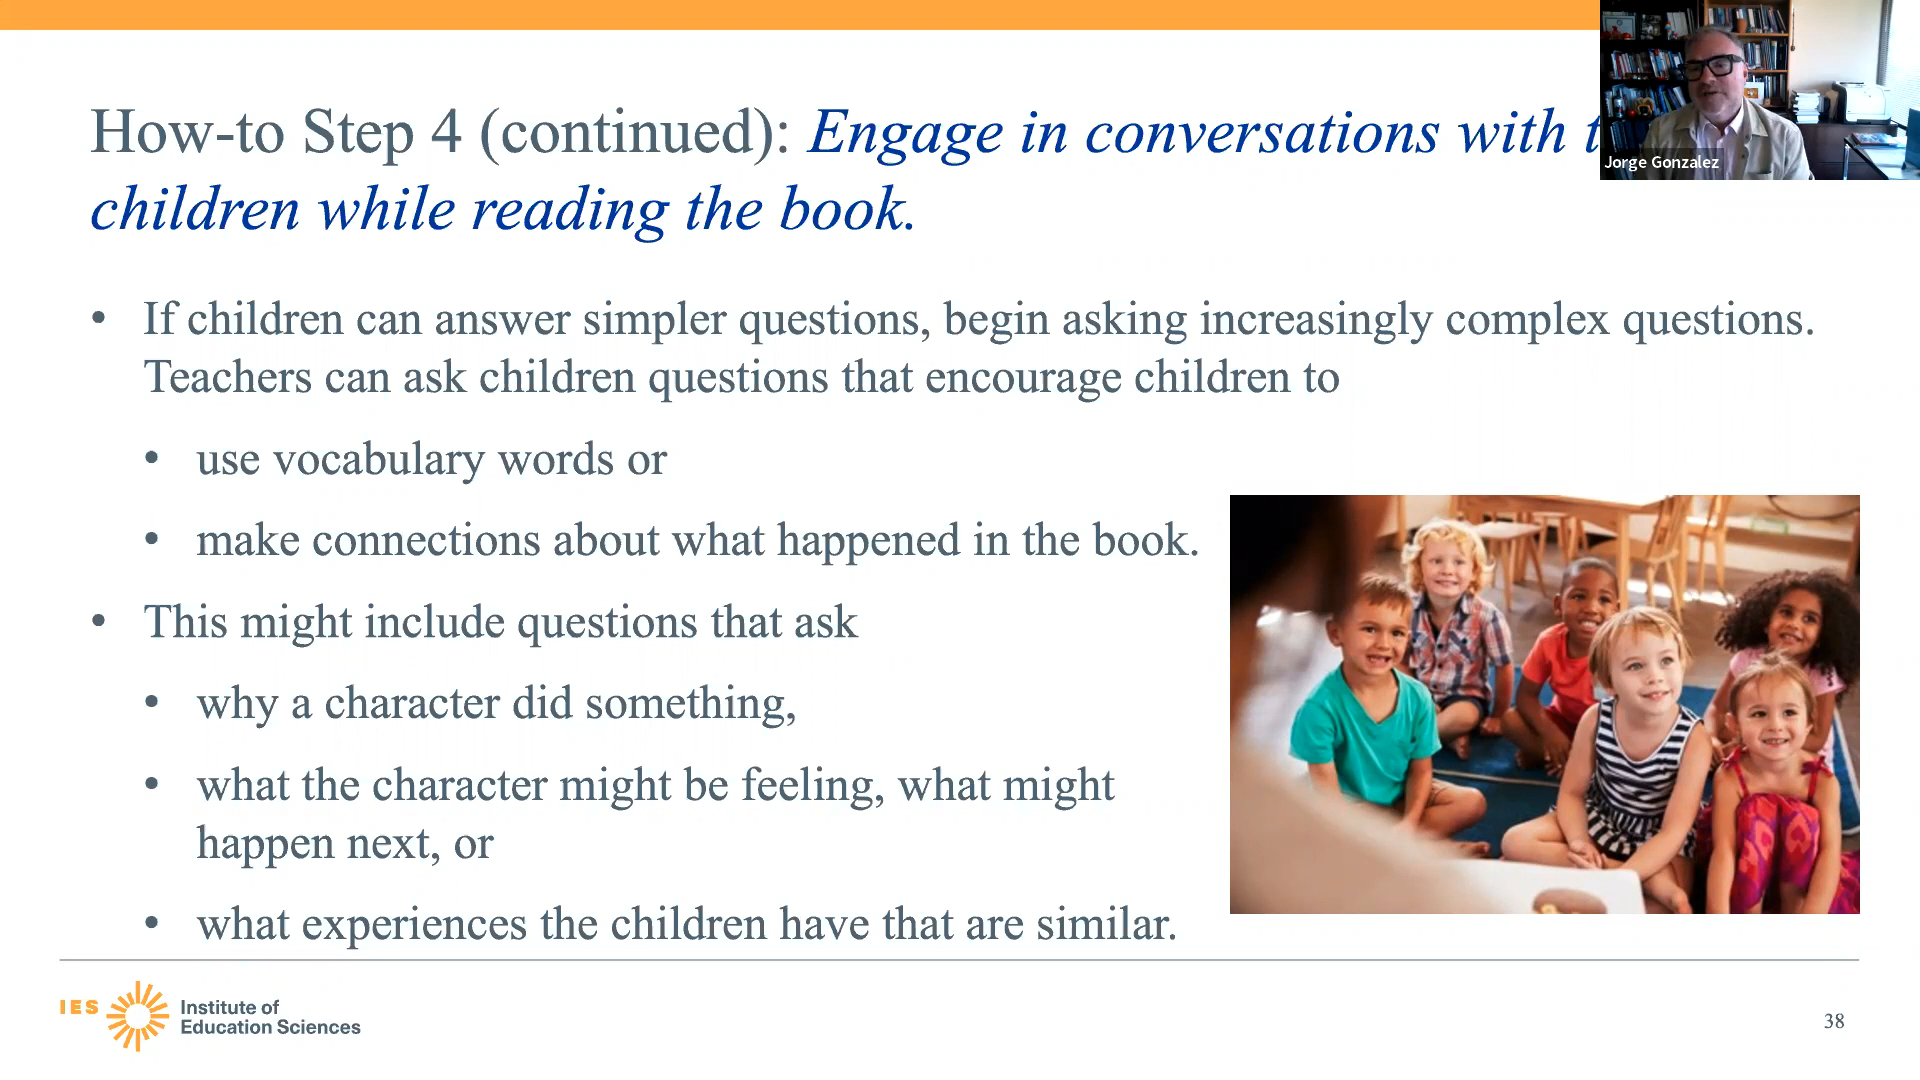 How-to Step 4 (continued): Engage in conversations with
children while reading the book.
Jorge Gonzalez
• If children can answer simpler questions, begin asking increasingly complex questions.
Teachers can ask children questions that encourage children to
• use vocabulary words or
• make connections about what happened in the book.
• This might include questions that ask
• why a character did something,
• what the character might be feeling, what might
happen next, or
• what experiences the children have that are similar.
IES
Institute of
Education Sciences
38